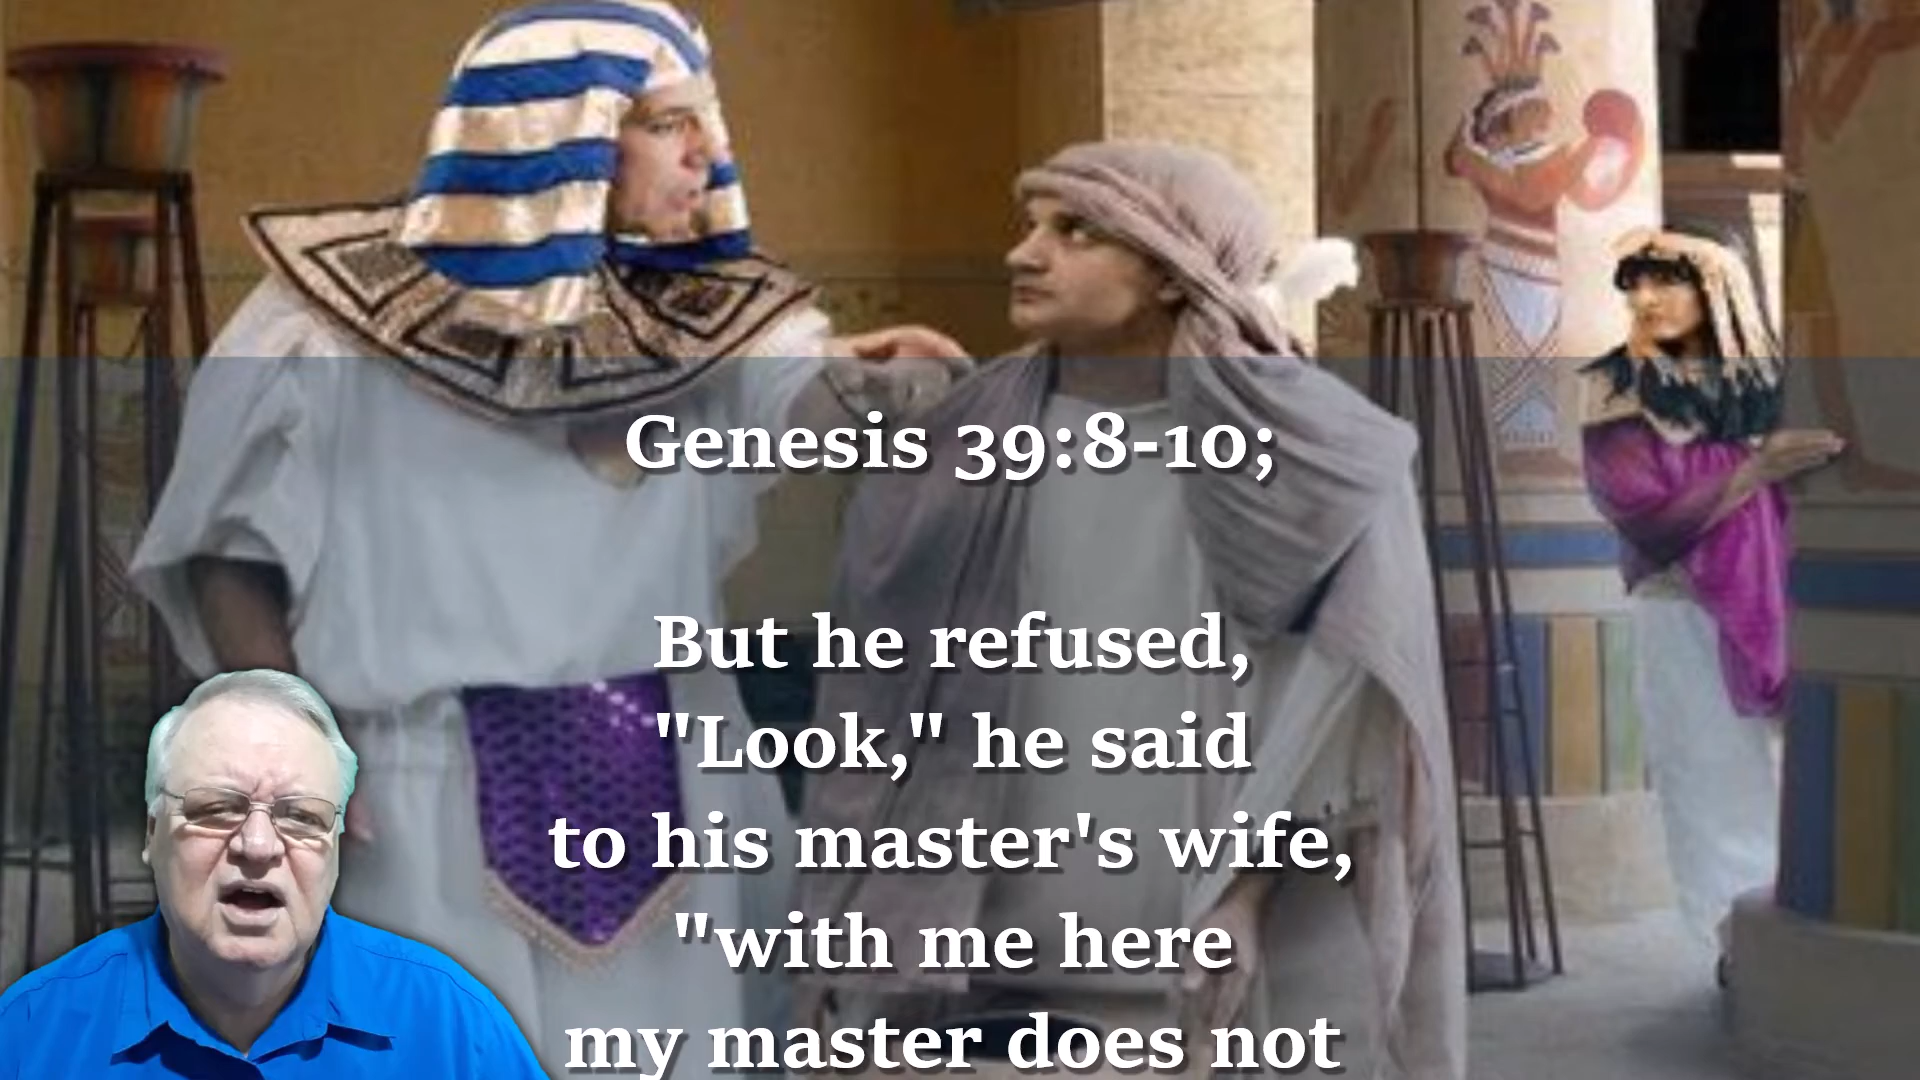 Genesis 39:8-10;
But he refused,
"Look," he said
to his master's wife,
"with me here
my master does not